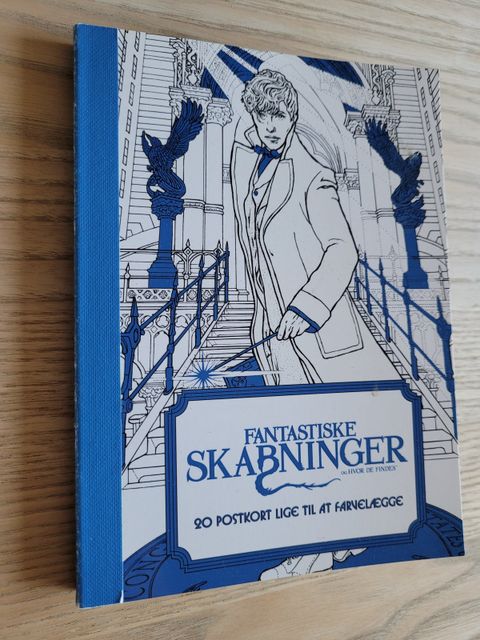 FANTASTISKE
SKABNINGER
OG HVOR DE FINDES
20 POSTKORT LIGE TIL AT FARVELÆGGE